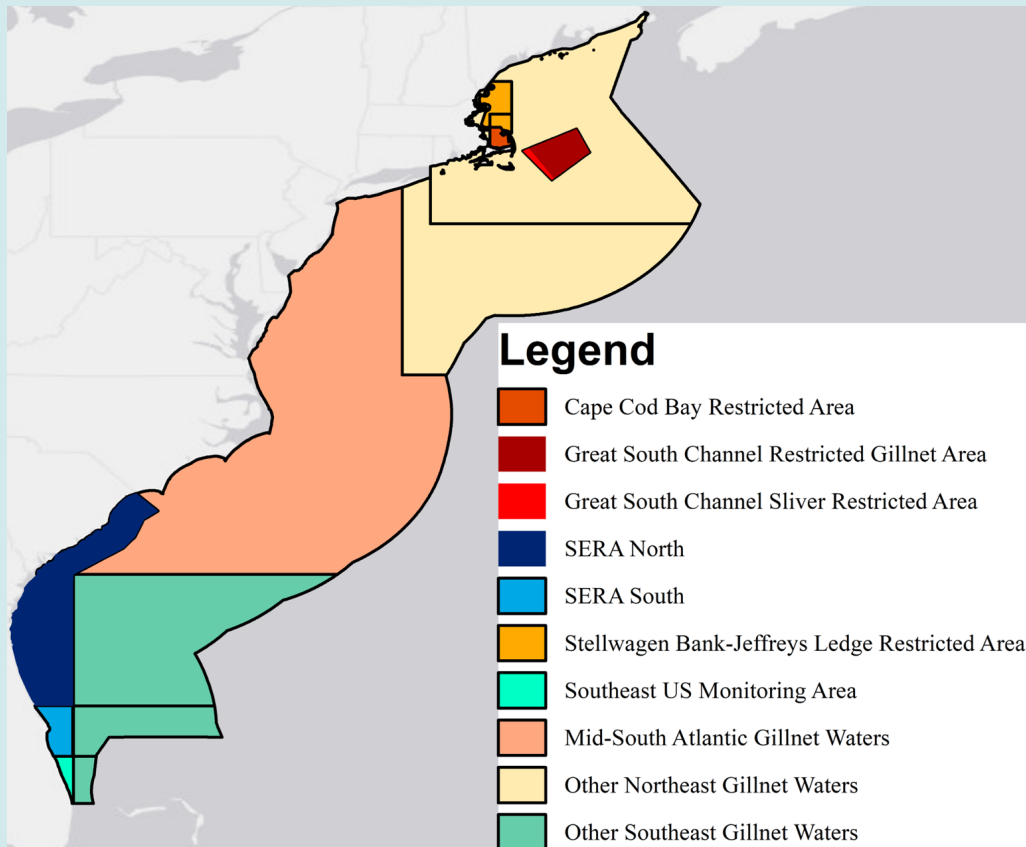 Legend
Cape Cod Bay Restricted Area
Great South Channel Restricted Gillnet Area
Great South Channel Sliver Restricted Area
SERA North
SERA South
Stellwagen Bank-Jeffreys Ledge Restricted Area
Southeast US Monitoring Area
Mid-South Atlantic Gillnet Waters
Other Northeast Gillnet Waters
Other Southeast Gillnet Waters